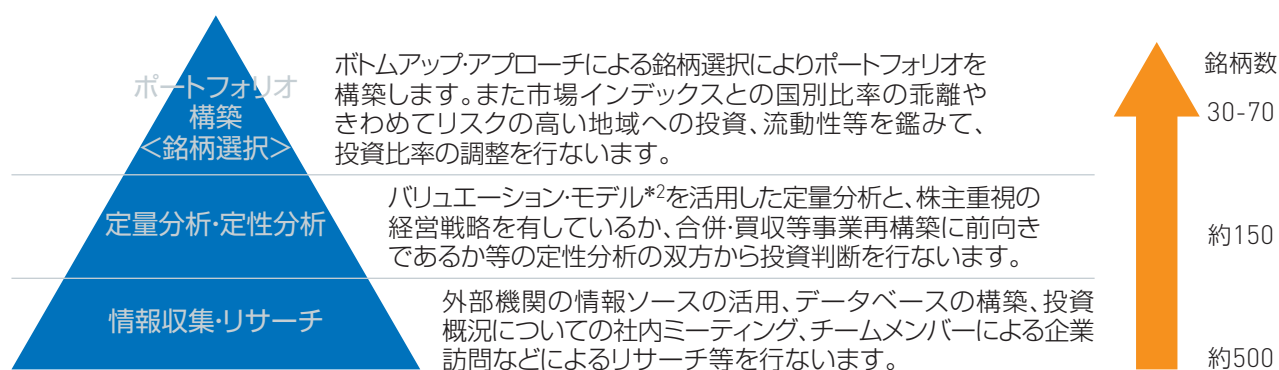 ポートフォリオ
構築
<銘柄選択>
ボトムアップ・アプローチによる銘柄選択によりポートフォリオを
構築します。また市場インデックスとの国別比率の乖離や
きわめてリスクの高い地域への投資、流動性等を鑑みて、
投資比率の調整を行ないます。
銘柄数
30-70
定量分析・定性分析
バリュエーション・モデル*2を活用した定量分析と、株主重視の
経営戦略を有しているか、合併・買収等事業再構築に前向き
であるか等の定性分析の双方から投資判断を行ないます。
約150
情報収集・リサーチ
外部機関の情報ソースの活用、データベースの構築、投資
概況についての社内ミーティング、チームメンバーによる企業
訪問などによるリサーチ等を行ないます。
約500